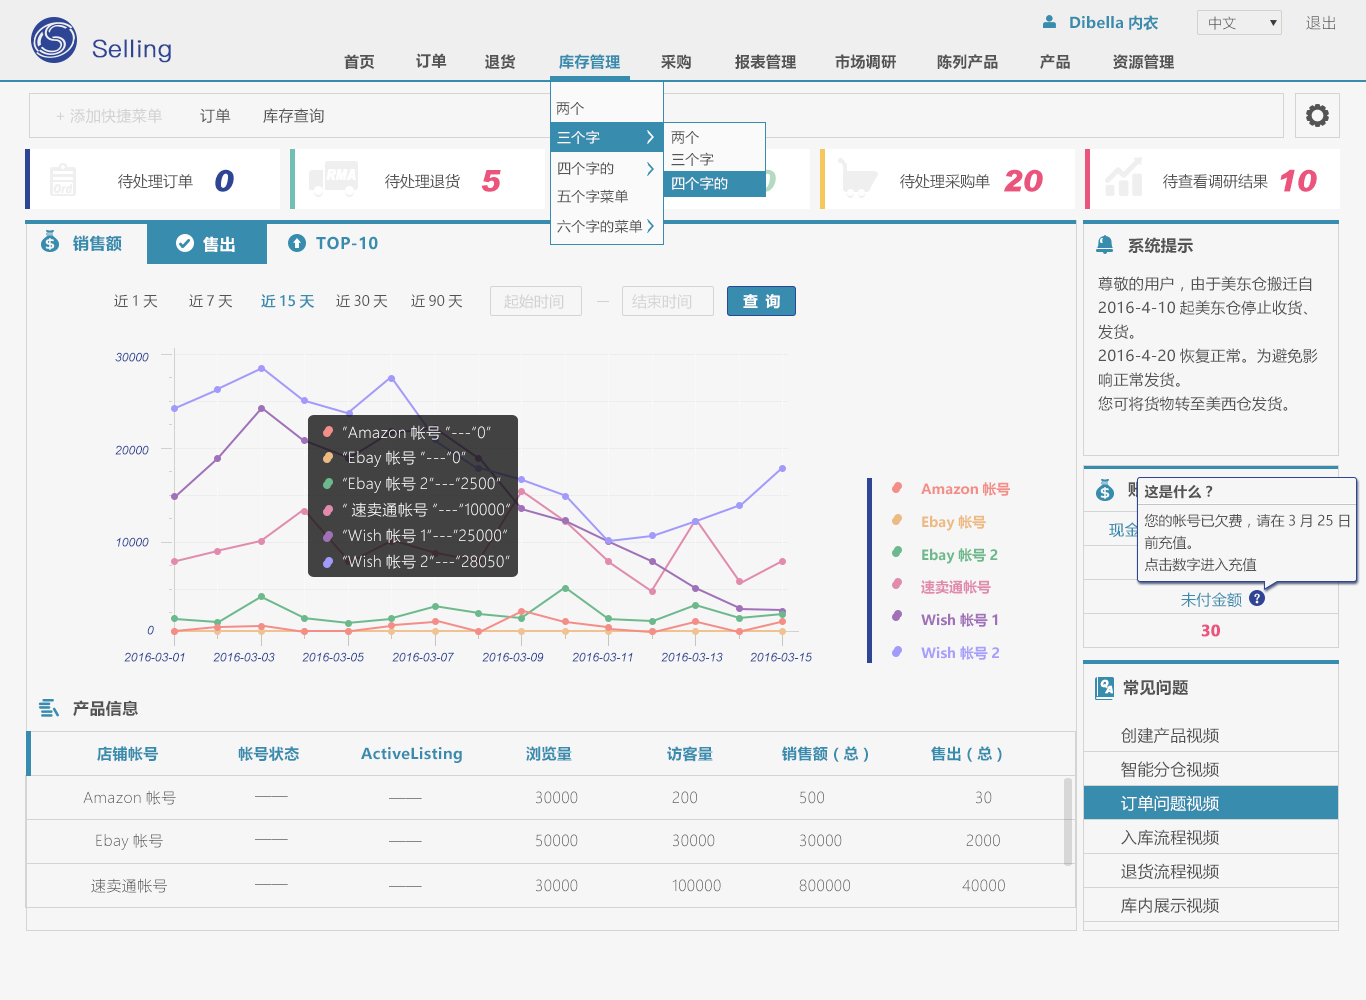 Selling
Dibella 内衣
中文
退出
首页 订单 退货 库存管理 采购 报表管理 市场调研 陈列产品 产品 资源管理
+ 添加快捷菜单 订单 库存查询
两个
三个字
四个字的
五个字菜单
六个字的菜单
两个
三个字
四个字的
Ord
待处理订单 0
RMA
待处理退货 5
0
待处理采购单 20
待查看调研结果 10
销售额 售出 TOP-10
近 1 天 近 7 天 近 15 天 近 30 天 近 90 天 起始时间 — 结束时间 查 询
30000
20000
10000
0
2016-03-01 2016-03-03 2016-03-05 2016-03-07 2016-03-09 2016-03-11 2016-03-13 2016-03-15
“Amazon 帐号 ”---“0”
“Ebay 帐号 ”---“0”
“Ebay 帐号 2”---“2500”
“ 速卖通帐号 ”---“10000”
“Wish 帐号 1”---“25000”
“Wish 帐号 2”---“28050”
Amazon 帐号
Ebay 帐号
Ebay 帐号 2
速卖通帐号
Wish 帐号 1
Wish 帐号 2
产品信息
店铺帐号 帐号状态 ActiveListing 浏览量 访客量 销售额（总） 售出（总）
Amazon 帐号 —— —— 30000 200 500 30
Ebay 帐号 —— —— 50000 30000 30000 2000
速卖通帐号 —— —— 30000 100000 800000 40000
系统提示
尊敬的用户，由于美东仓搬迁自
2016-4-10 起美东仓停止收货、
发货。
2016-4-20 恢复正常。为避免影
响正常发货。
您可将货物转至美西仓发货。
现金
这是什么？
您的帐号已欠费，请在 3 月 25 日
前充值。
点击数字进入充值
未付金额 ?
30
常见问题
创建产品视频
智能分仓视频
订单问题视频
入库流程视频
退货流程视频
库内展示视频